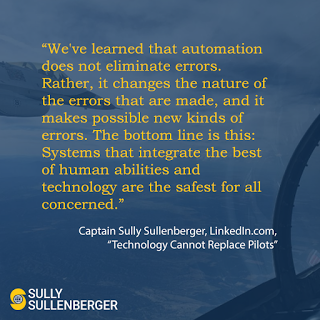 “We've learned that automation
does not eliminate errors.
Rather, it changes the nature of
the errors that are made, and it
makes possible new kinds of
errors. The bottom line is this:
Systems that integrate the best
of human abilities and
technology are the safest for all
concerned.”
Captain Sully Sullenberger, LinkedIn.com,
“Technology Cannot Replace Pilots”
SULLY
SULLENBERGER